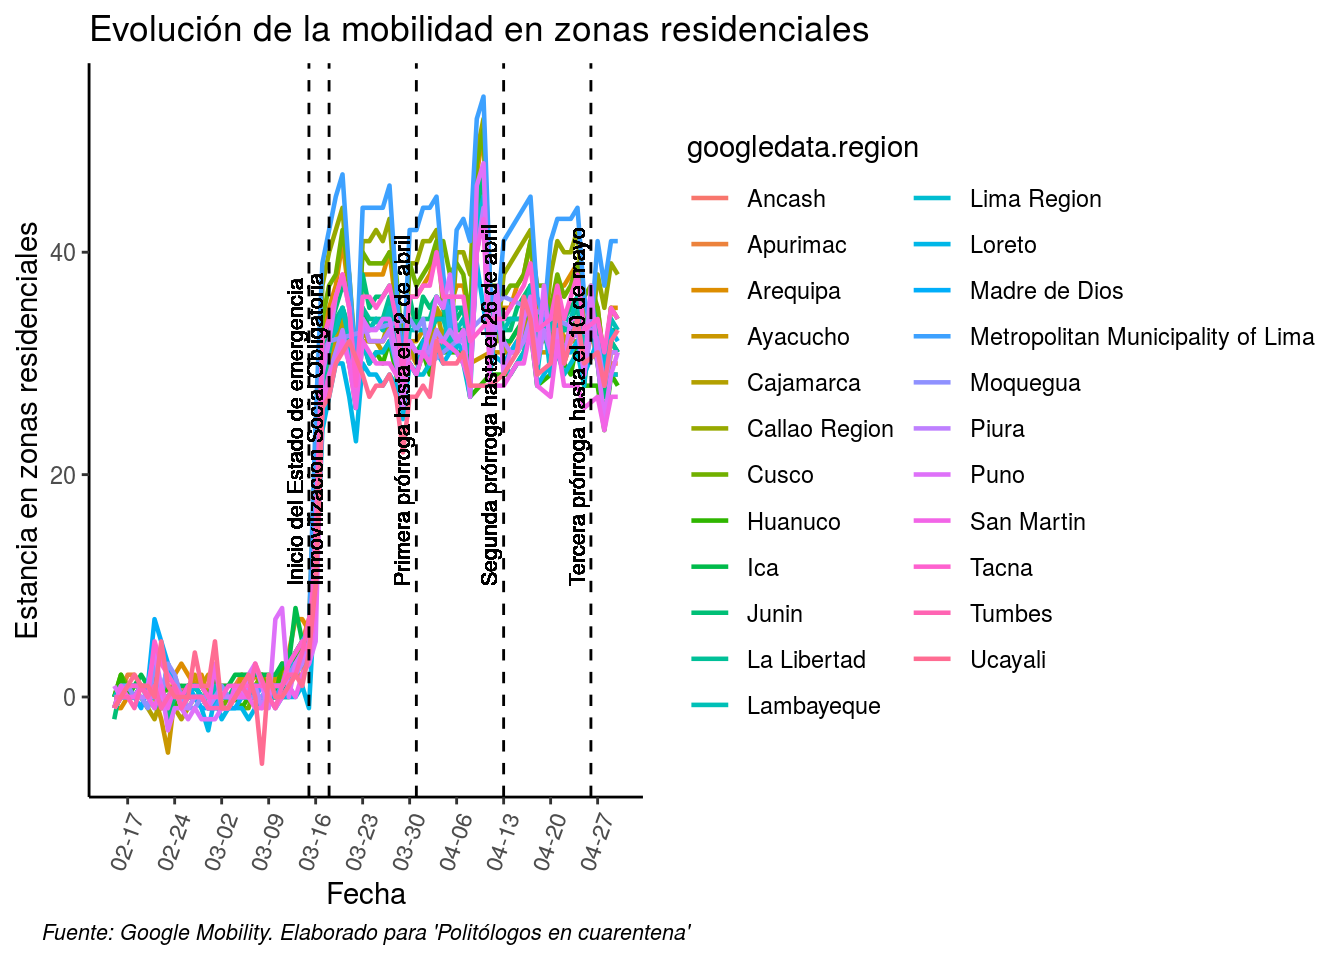 Evolución de la mobilidad en zonas residenciales
Estancia en zonas residenciales
40
20
0
Inicio del Estado de emergencia
Inmovilización Social Obligatoria
Primera prórroga hasta el 12 de abril
Segunda prórroga hasta el 26 de abril
Tercera prórroga hasta el 10 de mayo
02-17
02-24
03-02
03-09
03-16
03-23
03-30
04-06
04-13
04-20
04-27
Fecha
googledata.region
Ancash
Apurimac
Arequipa
Ayacucho
Cajamarca
Callao Region
Cusco
Huanuco
Ica
Junin
La Libertad
Lambayeque
Lima Region
Loreto
Madre de Dios
Metropolitan Municipality of Lima
Moquegua
Piura
Puno
San Martin
Tacna
Tumbes
Ucayali
Fuente: Google Mobility. Elaborado para 'Politólogos en cuarentena'